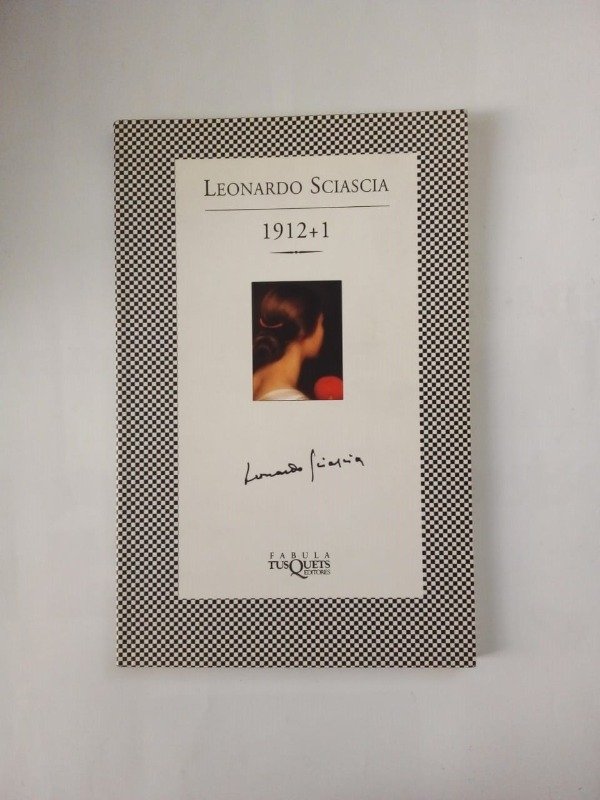 LEONARDO SCIASCIA
1912+1
Leonardo Sciascia
FABULA
TUSQUETS
EDITORES